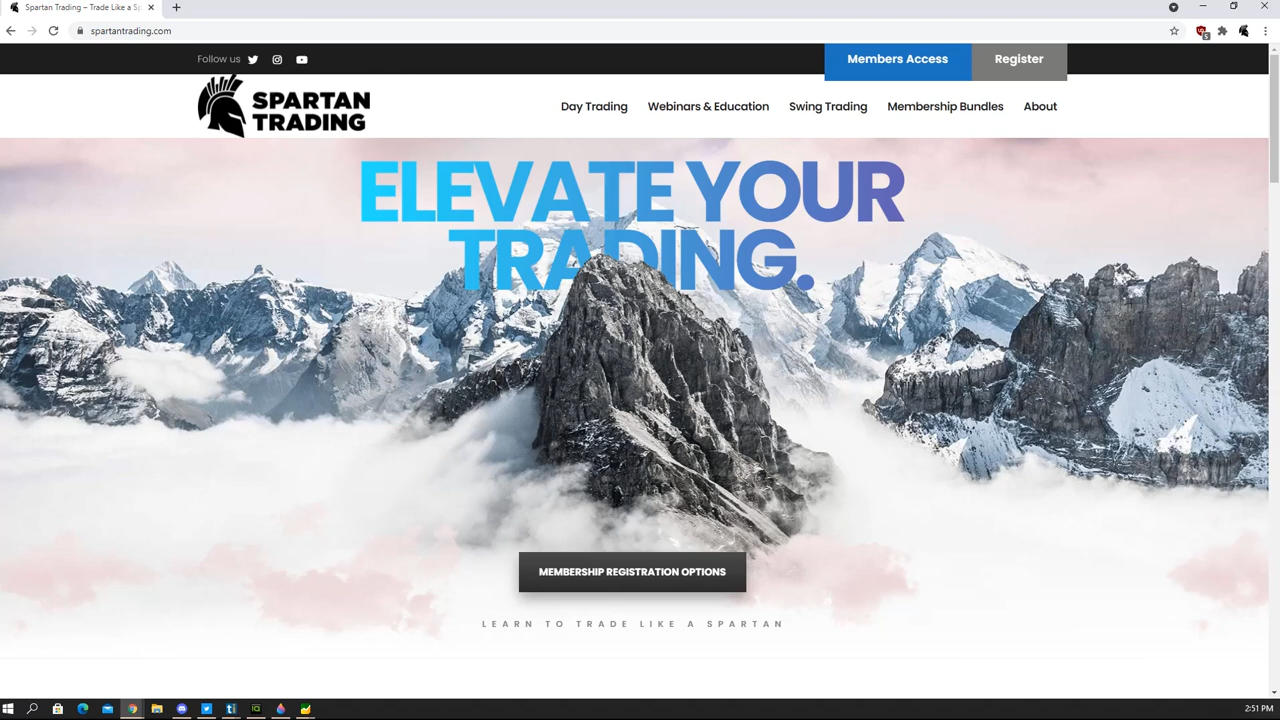 Spartan Trading – Trade Like a Sp
spartantrading.com
Follow us
Members Access
Register
SPARTAN
TRADING
Day Trading
Webinars & Education
Swing Trading
Membership Bundles
About
ELEVATE YOUR
TRADING.
MEMBERSHIP REGISTRATION OPTIONS
LEARN TO TRADE LIKE A SPARTAN
2:51 PM